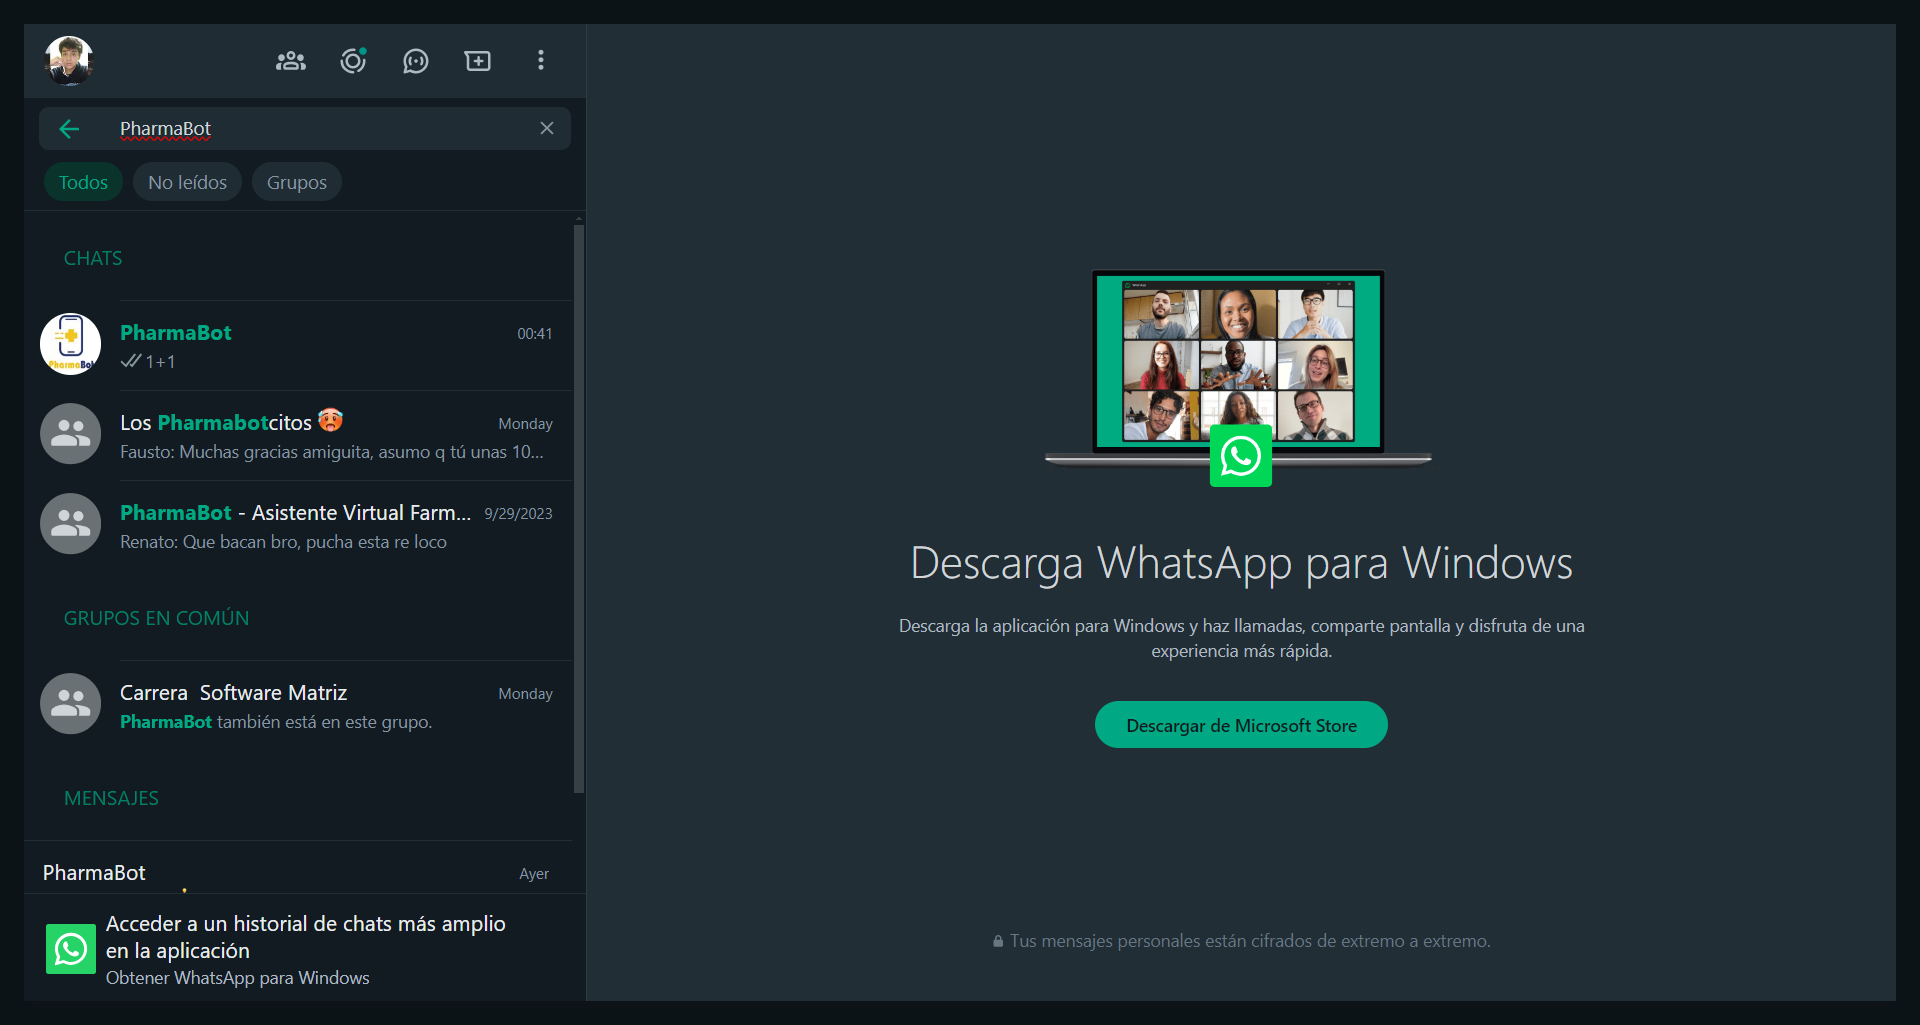 PharmaBot
Todos
No leídos
Grupos
CHATS
PharmaBot
00:41
1+1
Los Pharmabotcitos 🥵
Monday
Fausto: Muchas gracias amiguita, asumo q tú unas 10...
PharmaBot - Asistente Virtual Farm...
9/29/2023
Renato: Que bacan bro, pucha esta re loco
GRUPOS EN COMÚN
Carrera  Software Matriz
Monday
PharmaBot también está en este grupo.
MENSAJES
PharmaBot
Ayer
Acceder a un historial de chats más amplio
en la aplicación
Obtener WhatsApp para Windows
Descarga WhatsApp para Windows
Descarga la aplicación para Windows y haz llamadas, comparte pantalla y disfruta de una
experiencia más rápida.
Descargar de Microsoft Store
Tus mensajes personales están cifrados de extremo a extremo.